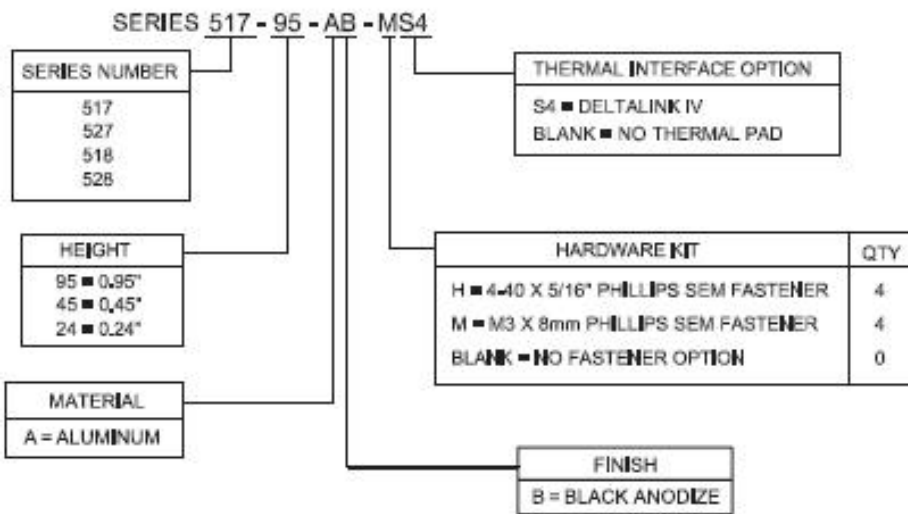 SERIES 517 - 95 - AB - MS4
SERIES NUMBER
517
527
518
528
THERMAL INTERFACE OPTION
S4 = DELTALINK IV
BLANK = NO THERMAL PAD
HEIGHT
95 = 0.95"
45 = 0.45"
24 = 0.24"
HARDWARE KIT QTY
H = 4-40 X 5/16" PHILLIPS SEM FASTENER 4
M = M3 X 8mm PHILLIPS SEM FASTENER 4
BLANK = NO FASTENER OPTION 0
MATERIAL
A = ALUMINUM
FINISH
B = BLACK ANODIZE